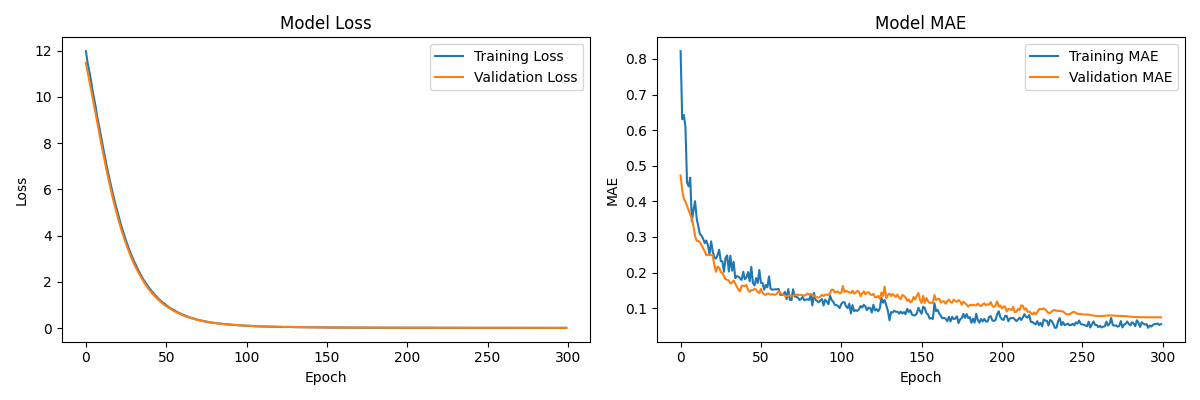 Model Loss
12
10
8
6
4
2
0
Loss
0
50
100
150
200
250
300
Epoch
Training Loss
Validation Loss
Model MAE
0.8
0.7
0.6
0.5
0.4
0.3
0.2
0.1
MAE
0
50
100
150
200
250
300
Epoch
Training MAE
Validation MAE